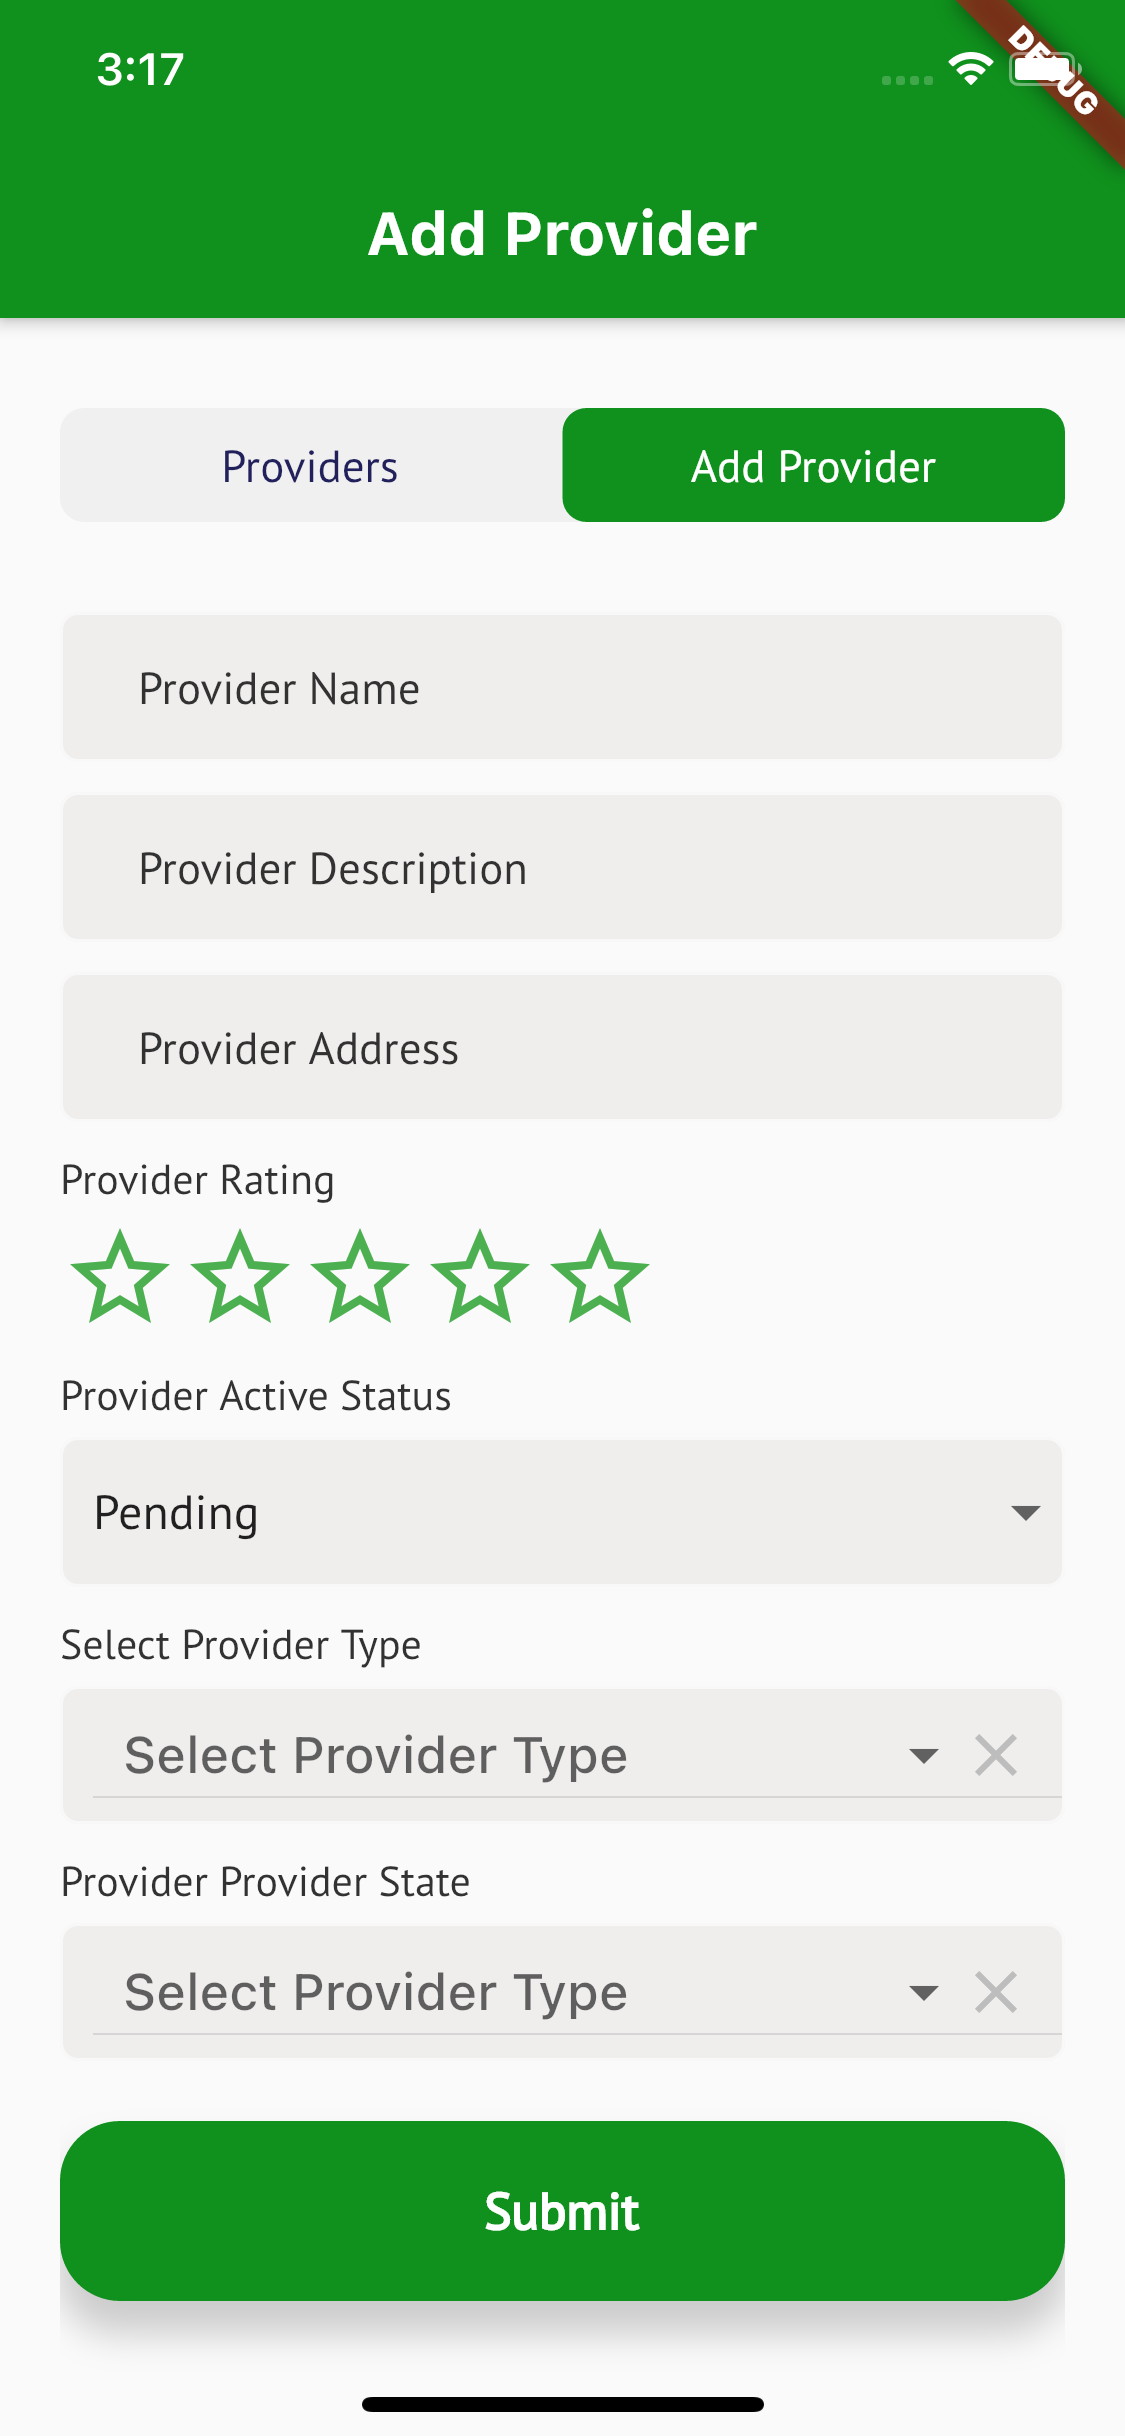 3:17
DEBUG
Add Provider
Providers
Add Provider
Provider Name
Provider Description
Provider Address
Provider Rating
Provider Active Status
Pending
Select Provider Type
Select Provider Type
Provider Provider State
Select Provider Type
Submit